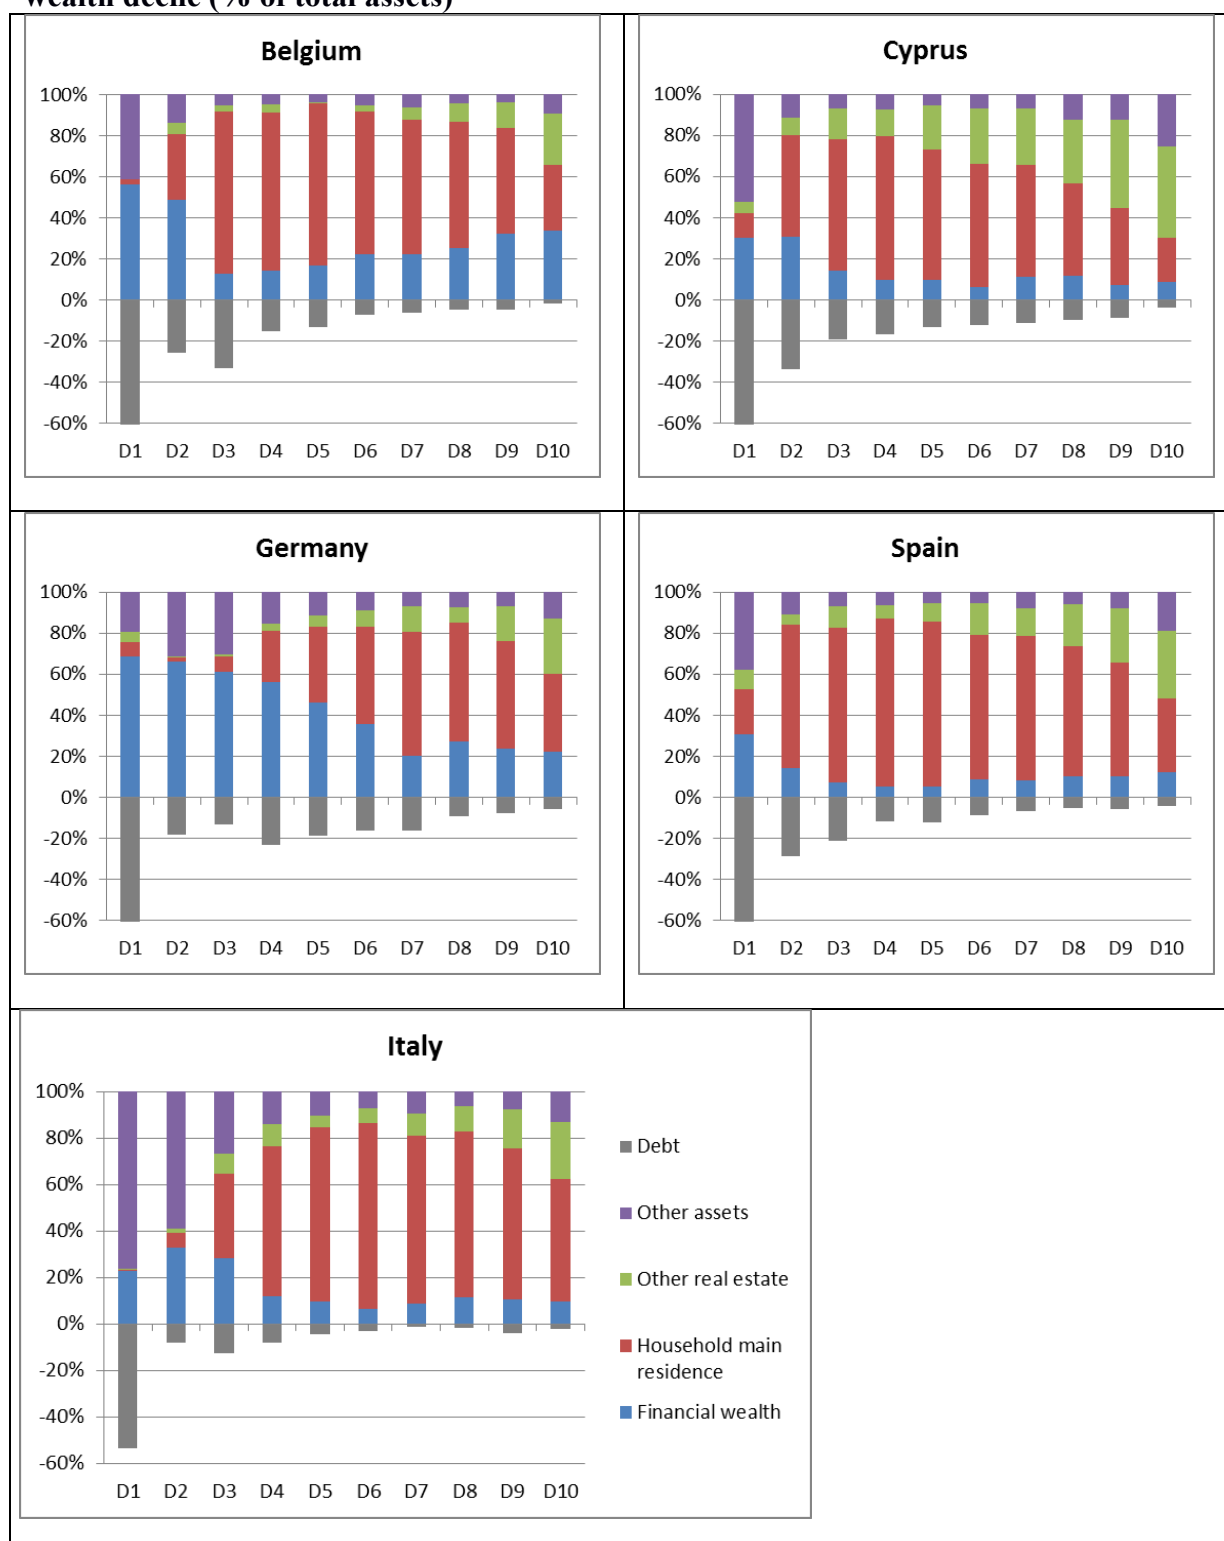 wealth decile (% of total assets)
Belgium
100%
80%
60%
40%
20%
0%
-20%
-40%
-60%
D1 D2 D3 D4 D5 D6 D7 D8 D9 D10
Cyprus
100%
80%
60%
40%
20%
0%
-20%
-40%
-60%
D1 D2 D3 D4 D5 D6 D7 D8 D9 D10
Germany
100%
80%
60%
40%
20%
0%
-20%
-40%
-60%
D1 D2 D3 D4 D5 D6 D7 D8 D9 D10
Spain
100%
80%
60%
40%
20%
0%
-20%
-40%
-60%
D1 D2 D3 D4 D5 D6 D7 D8 D9 D10
Italy
100%
80%
60%
40%
20%
0%
-20%
-40%
-60%
D1 D2 D3 D4 D5 D6 D7 D8 D9 D10
Debt
Other assets
Other real estate
Household main
residence
Financial wealth